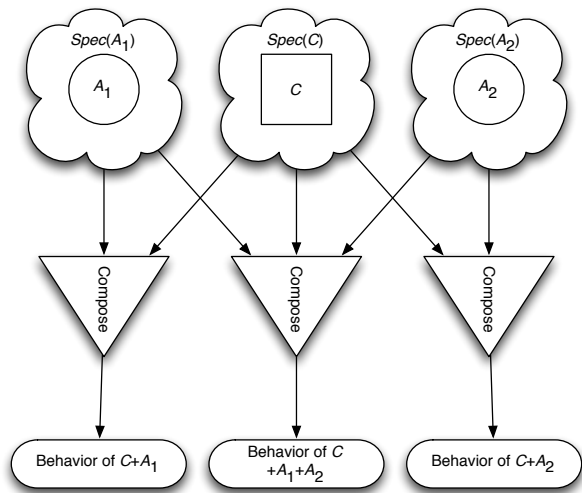 Spec(A₁)
Spec(C)
Spec(A₂)
A₁
C
A₂
Compose
Compose
Compose
Behavior of C+A₁
Behavior of C
+A₁+A₂
Behavior of C+A₂